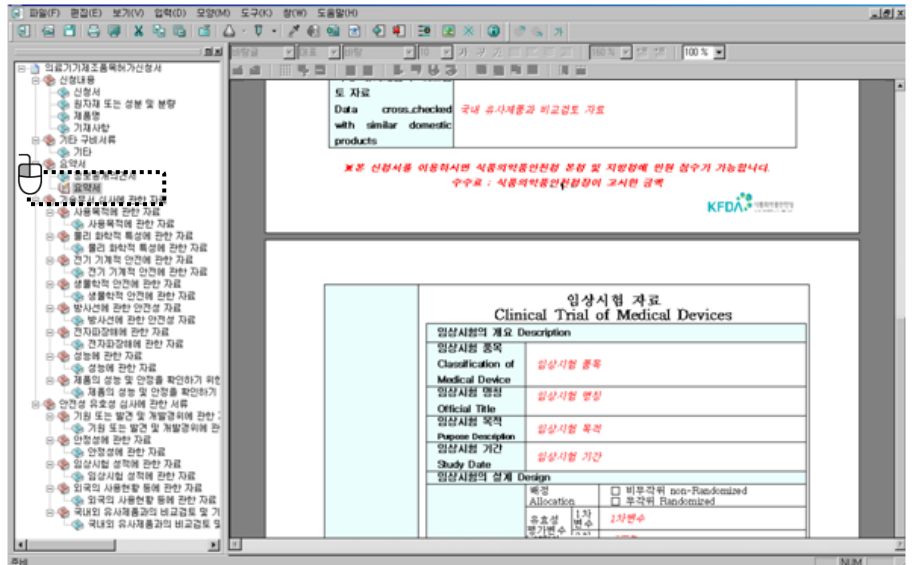 파일(F) 편집(E) 보기(V) 입력(D) 모양(M) 도구(K) 창(W) 도움말(H)
바탕글 대표 바탕 10 가 가 가 160 % 100 %
의료기기제조품목허가신청서
신청내용
신청서
원자재 또는 성분 및 분량
제품명
기재사항
기타 구비서류
기타
요약서
요약서
기술문서 심사에 관한 자료
사용목적에 관한 자료
사용목적에 관한 자료
물리 화학적 특성에 관한 자료
물리 화학적 특성에 관한 자료
전기 기계적 안전에 관한 자료
전기 기계적 안전에 관한 자료
생물학적 안전에 관한 자료
생물학적 안전에 관한 자료
방사선에 관한 안전성 자료
방사선에 관한 안전성 자료
전자파장해에 관한 자료
전자파장해에 관한 자료
성능에 관한 자료
성능에 관한 자료
제품의 성능 및 안정을 확인하기 위한
제품의 성능 및 안정을 확인하기
안전성 유효성 심사에 관한 서류
기원 또는 발견 및 개발경위에 관한
기원 또는 발견 및 개발경위에 관
안정성에 관한 자료
안정성에 관한 자료
임상시험 성적에 관한 자료
임상시험 성적에 관한 자료
외국의 사용현황 등에 관한 자료
외국의 사용현황 등에 관한 자료
국내외 유사제품과의 비교검토 및 기
국내외 유사제품과의 비교검토 및
토 자료
Data cross_checked with similar domestic products
국내 유사제품과 비교검토 자료
※본 신청서를 이용하시면 식품의약품안전청 본청 및 지방청에 민원 접수가 가능합니다.
수수료 : 식품의약품안전청장이 고시한 금액
KFDA
임상시험 자료
Clinical Trial of Medical Devices
임상시험의 개요 Description
임상시험 품목
Classification of Medical Device
임상시험 품목
임상시험 명칭
Official Title
임상시험 명칭
임상시험 목적
Purpose Description
임상시험 목적
임상시험 기간
Study Date
임상시험 기간
임상시험의 설계 Design
배정
Allocation
□ 비무작위 non-Randomized
□ 무작위 Randomized
유효성
평가변수
1차
변수
1차변수
준비
NUM